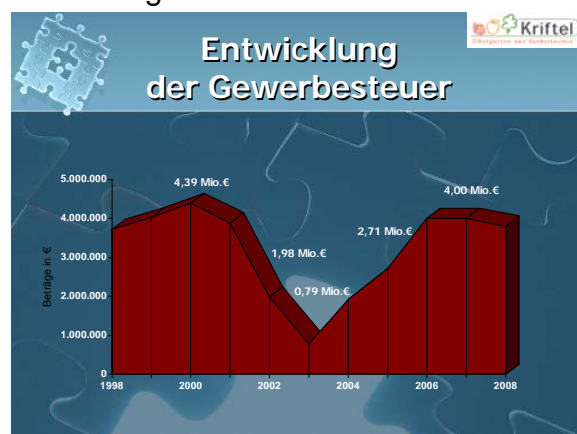 Kriftel
Entwicklung
der Gewerbesteuer
5.000.000
4.000.000
3.000.000
2.000.000
1.000.000
0
Beträge in €
4,39 Mio.€
1,98 Mio.€
0,79 Mio.€
2,71 Mio.€
4,00 Mio.€
1998
2000
2002
2004
2006
2008